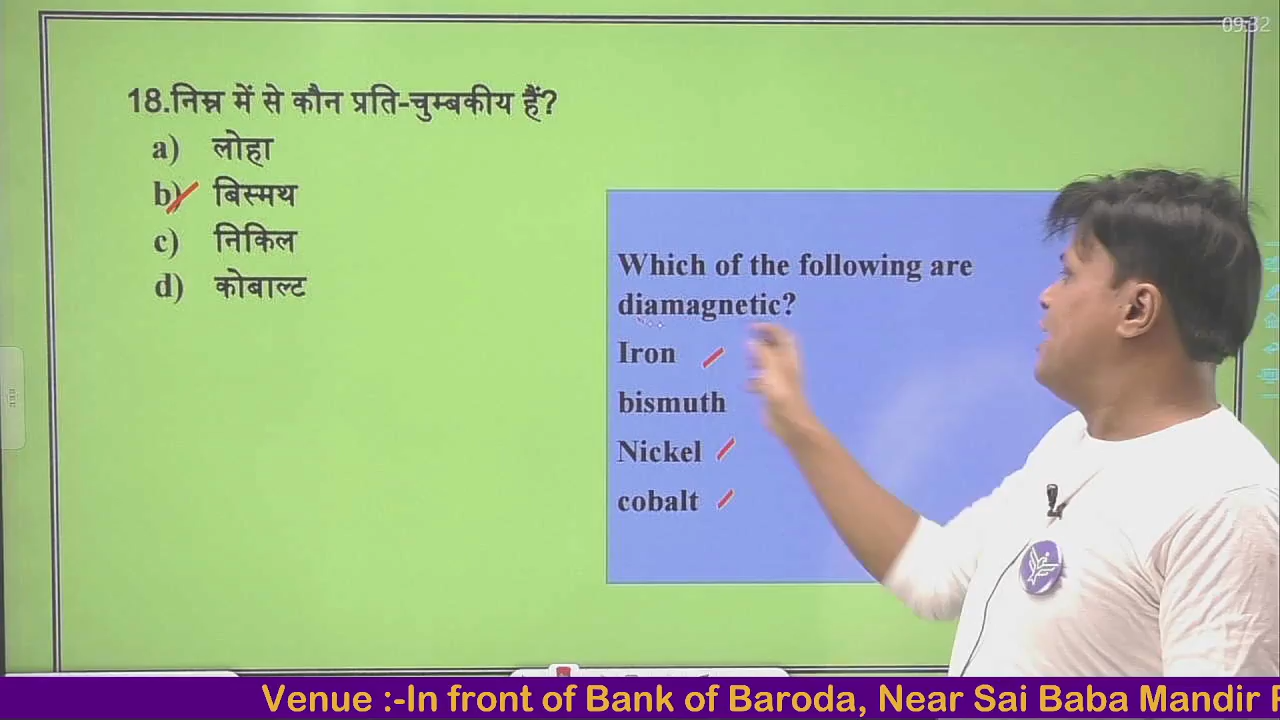 09:32
18.निम्न में से कौन प्रति-चुम्बकीय हैं?
a) लोहा
b) बिस्मथ
c) निकिल
d) कोबाल्ट
Which of the following are
diamagnetic?
Iron
bismuth
Nickel
cobalt
Venue :-In front of Bank of Baroda, Near Sai Baba Mandir